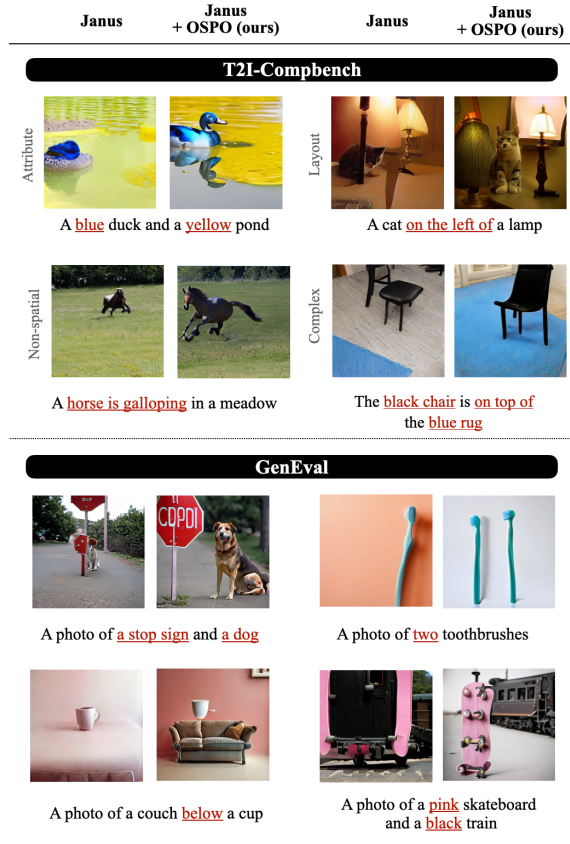 Janus
Janus
+ OSPO (ours)
Janus
Janus
+ OSPO (ours)
T2I-Compbench
Attribute
Layout
A blue duck and a yellow pond
A cat on the left of a lamp
Non-spatial
Complex
A horse is galloping in a meadow
The black chair is on top of
the blue rug
GenEval
CDPDI
A photo of a stop sign and a dog
A photo of two toothbrushes
A photo of a couch below a cup
A photo of a pink skateboard
and a black train